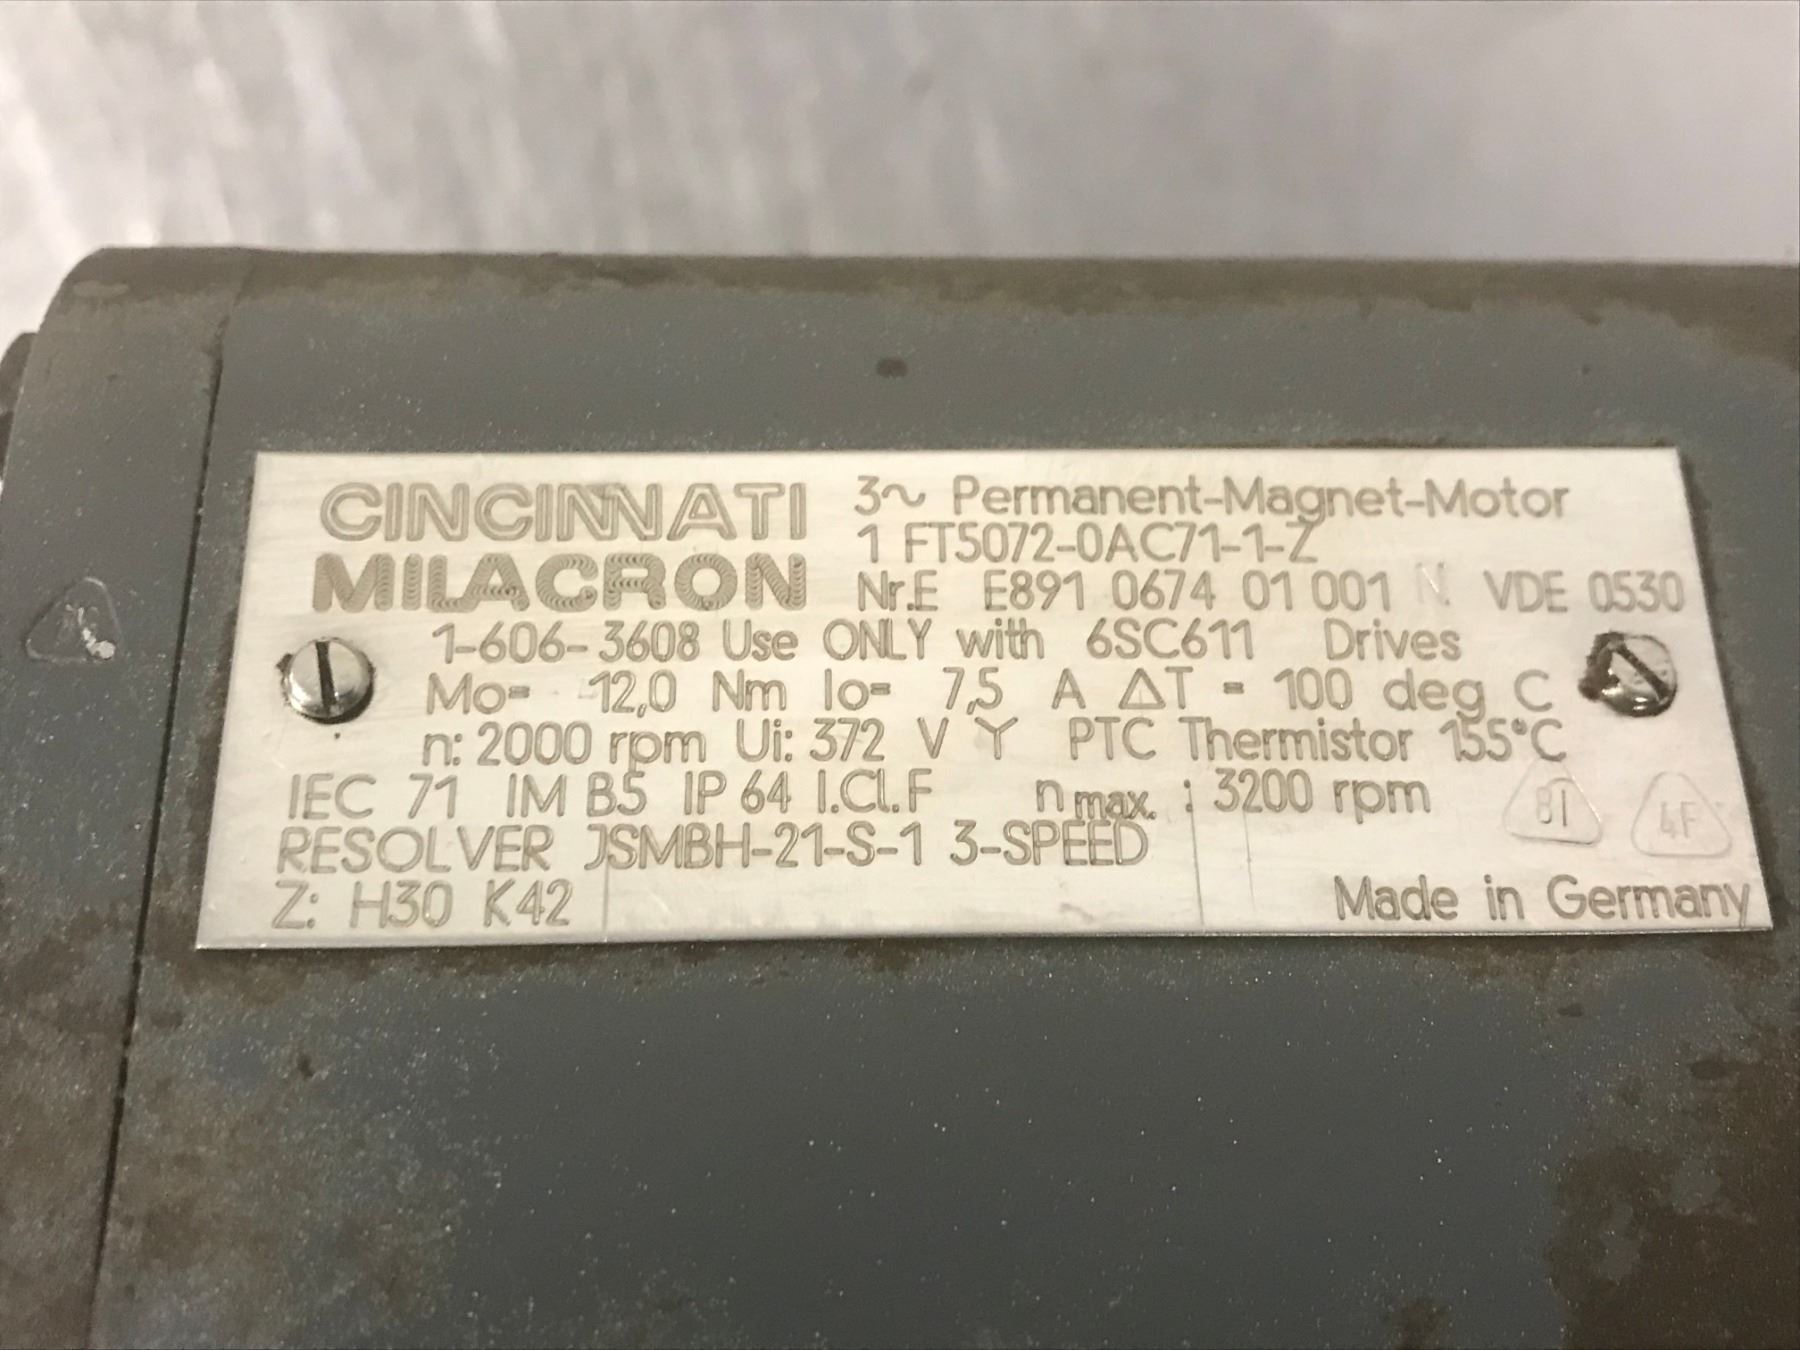 CINCINNATI
MILACRON
3~ Permanent-Magnet-Motor
1 FT5072-0AC71-1-Z
Nr.E E891 0674 01 001 N VDE 0530
1-606-3608 Use ONLY with 6SC611 Drives
Mo= 12,0 Nm Io= 7,5 A ΔT = 100 deg C
n: 2000 rpm Ui: 372 V Y PTC Thermistor 155°C
IEC 71 IM B5 IP 64 I.Cl.F n max. : 3200 rpm
81 4F
RESOLVER JSMBH-21-S-1 3-SPEED
Z: H30 K42
Made in Germany